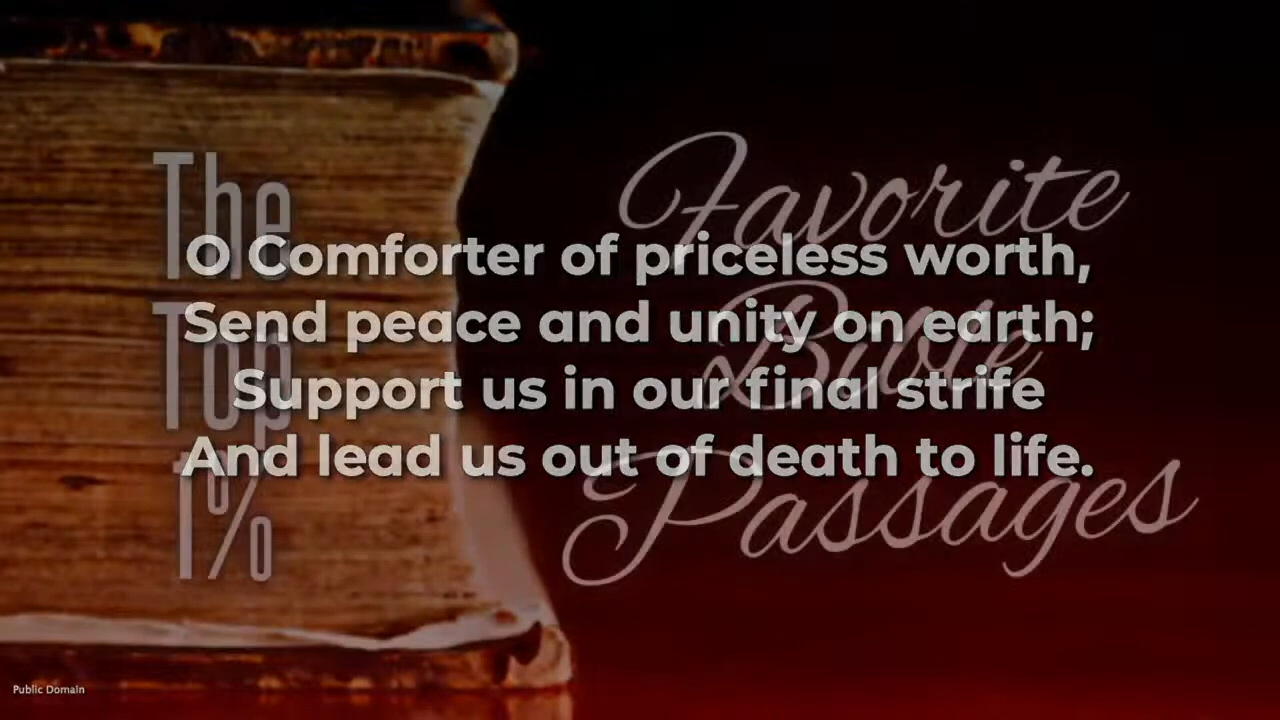 The
Top
1%
Favorite
Bible
Passages
O Comforter of priceless worth,
Send peace and unity on earth;
Support us in our final strife
And lead us out of death to life.
Public Domain